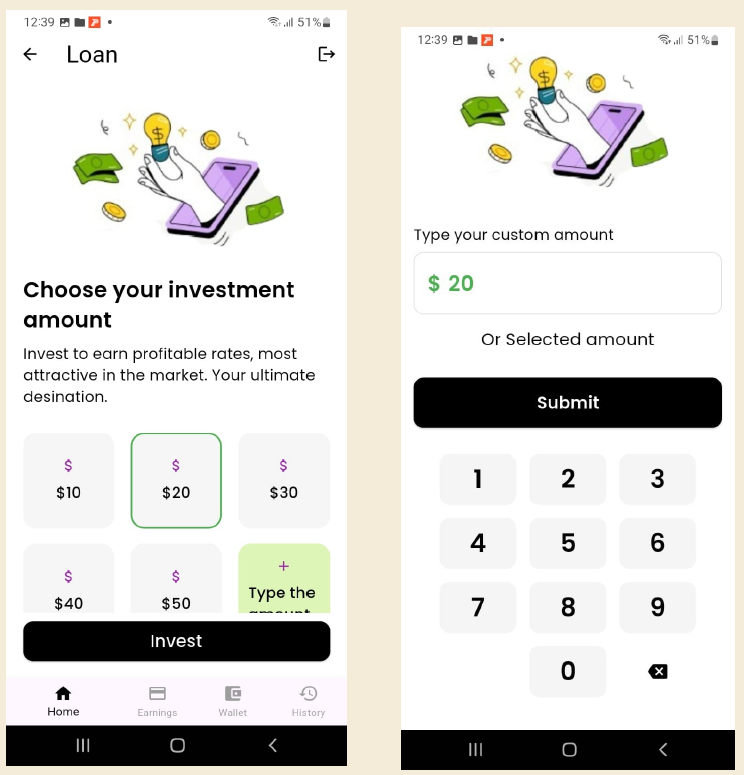 12:39
51%
Loan
$
Choose your investment
amount
Invest to earn profitable rates, most
attractive in the market. Your ultimate
desination.
$
$10
$
$20
$
$30
$
$40
$
$50
+
Type the
amount
Invest
Home
Earnings
Wallet
History
12:39
51%
$
Type your custom amount
$ 20
Or Selected amount
Submit
1
2
3
4
5
6
7
8
9
0